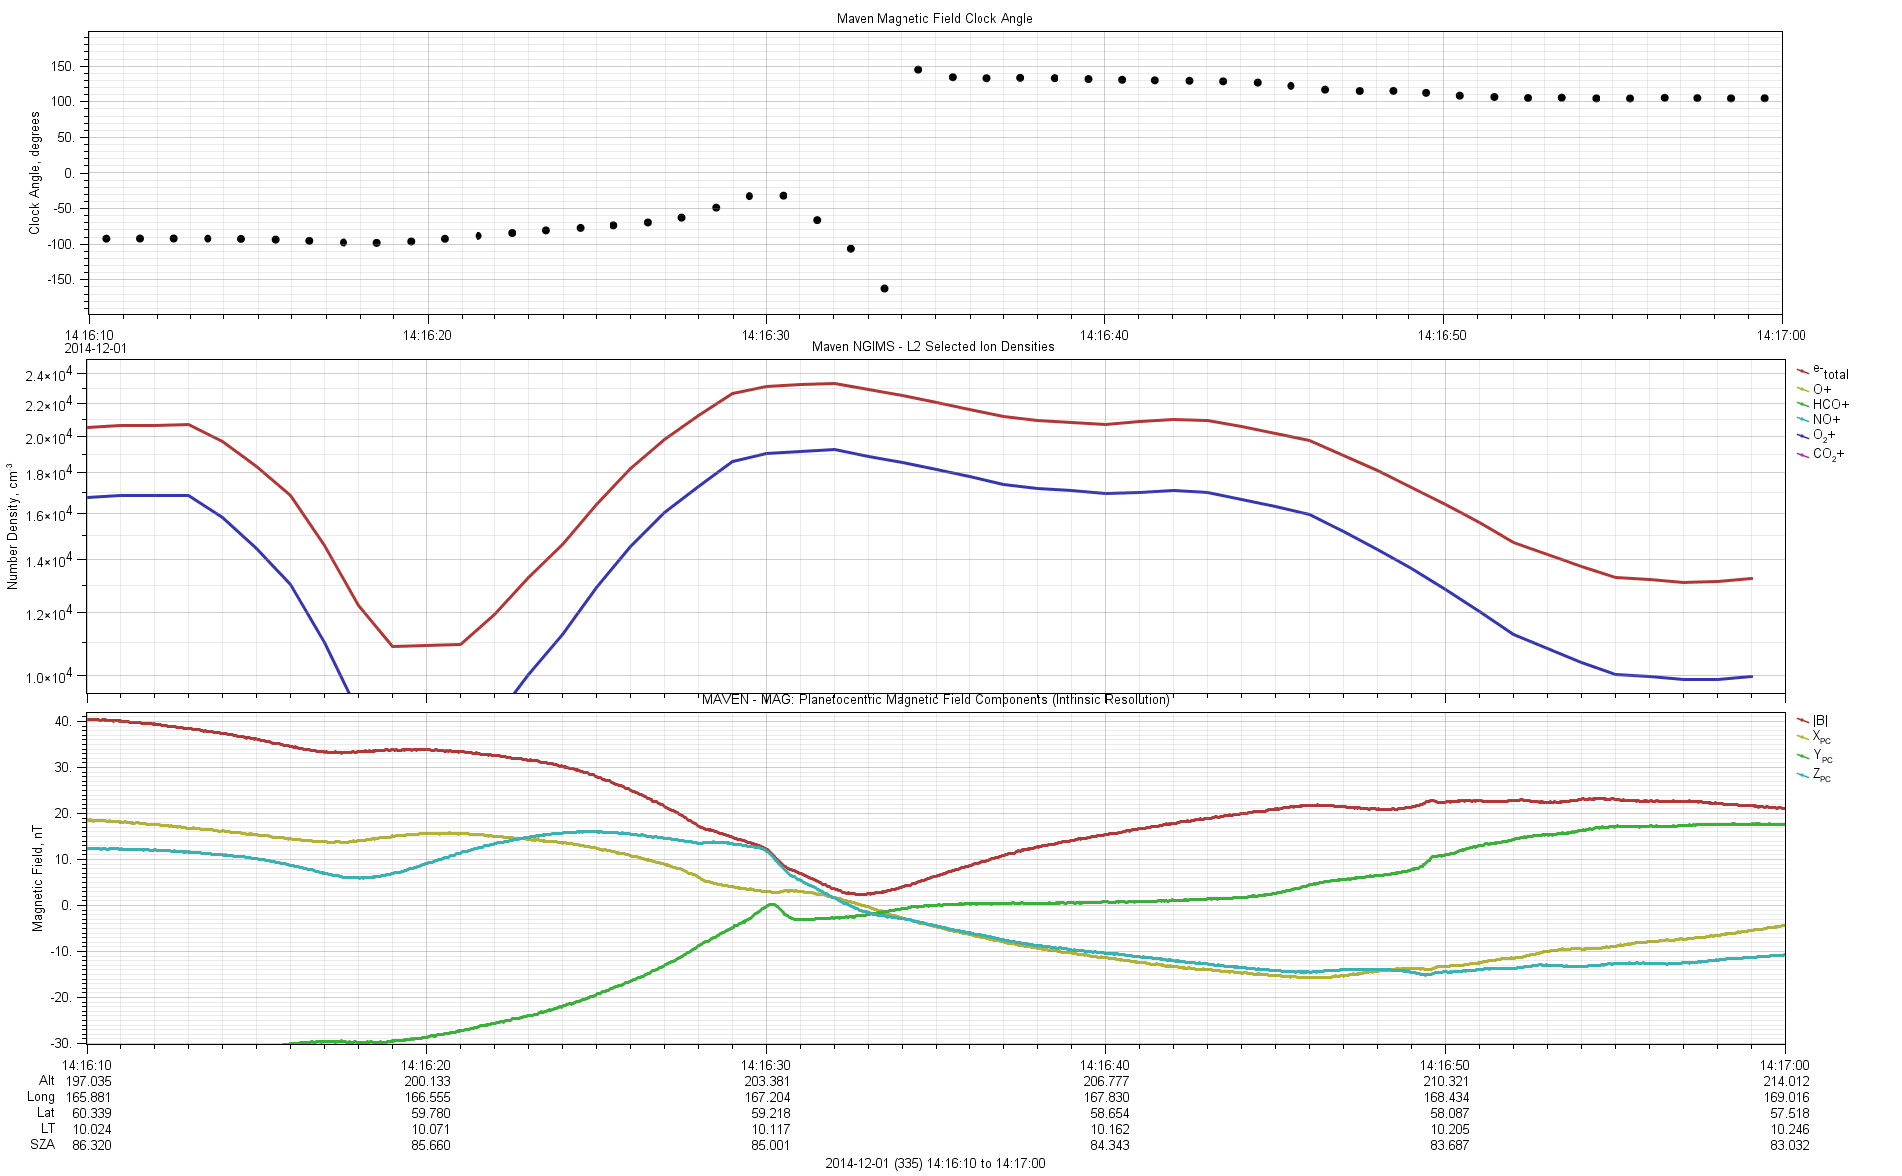 Maven Magnetic Field Clock Angle
Clock Angle, degrees
150.
100.
50.
0.
-50.
-100.
-150.
14:16:10 14:16:20 14:16:30 14:16:40 14:16:50 14:17:00
2014-12-01
Maven NGIMS - L2 Selected Ion Densities
Number Density, cm⁻³
2.4×10⁴
2.2×10⁴
2.0×10⁴
1.8×10⁴
1.6×10⁴
1.4×10⁴
1.2×10⁴
1.0×10⁴
e-total
O+
HCO+
NO+
O₂+
CO₂+
MAVEN - MAG: Planetocentric Magnetic Field Components (Intrinsic Resolution)
Magnetic Field, nT
40.
30.
20.
10.
0.
-10.
-20.
-30.
|B|
XPC
YPC
ZPC
14:16:10 14:16:20 14:16:30 14:16:40 14:16:50 14:17:00
Alt 197.035 200.133 203.381 206.777 210.321 214.012
Long 165.881 166.555 167.204 167.830 168.434 169.016
Lat 60.339 59.780 59.218 58.654 58.087 57.518
LT 10.024 10.071 10.117 10.162 10.205 10.246
SZA 86.320 85.660 85.001 84.343 83.687 83.032
2014-12-01 (335) 14:16:10 to 14:17:00